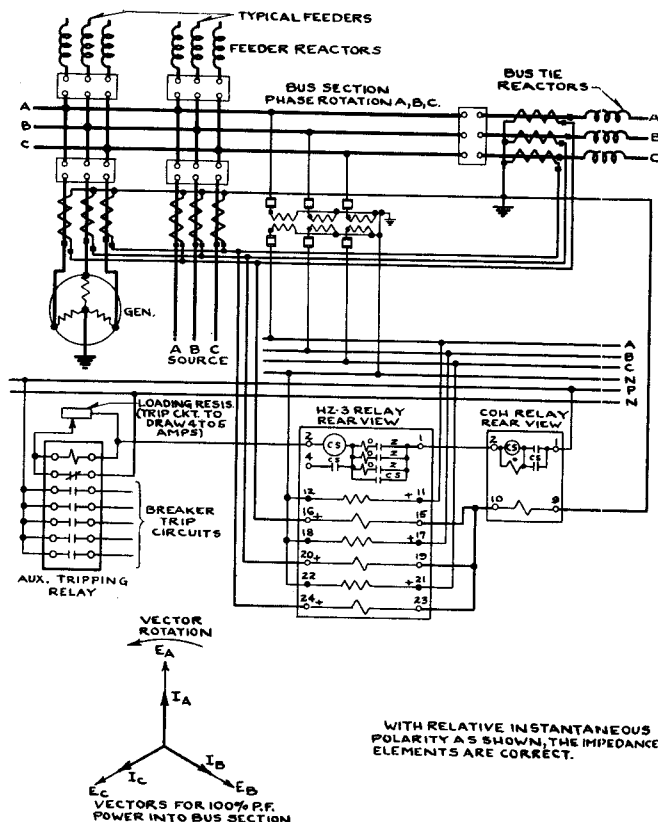 TYPICAL FEEDERS
FEEDER REACTORS
BUS SECTION
PHASE ROTATION A, B, C.
BUS TIE
REACTORS
A
B
C
A
B
C
GEN.
A B C
SOURCE
A
B
C
N
P
N
LOADING RESIS.
(TRIP CKT. TO
DRAW 4 TO 5
AMPS)
HZ-3 RELAY
REAR VIEW
COH RELAY
REAR VIEW
2
CS
O
Z
1
O
Z
4
CS
O
Z
CS
2
CS
O
CS
1
12
+11
16+
15
18
+17
20+
19
22
+21
24+
23
10
9
BREAKER
TRIP
CIRCUITS
AUX. TRIPPING
RELAY
VECTOR
ROTATION
EA
IA
IC
IB
EC
EB
VECTORS FOR 100% P.F.
POWER INTO BUS SECTION
WITH RELATIVE INSTANTANEOUS
POLARITY AS SHOWN, THE IMPEDANCE
ELEMENTS ARE CORRECT.